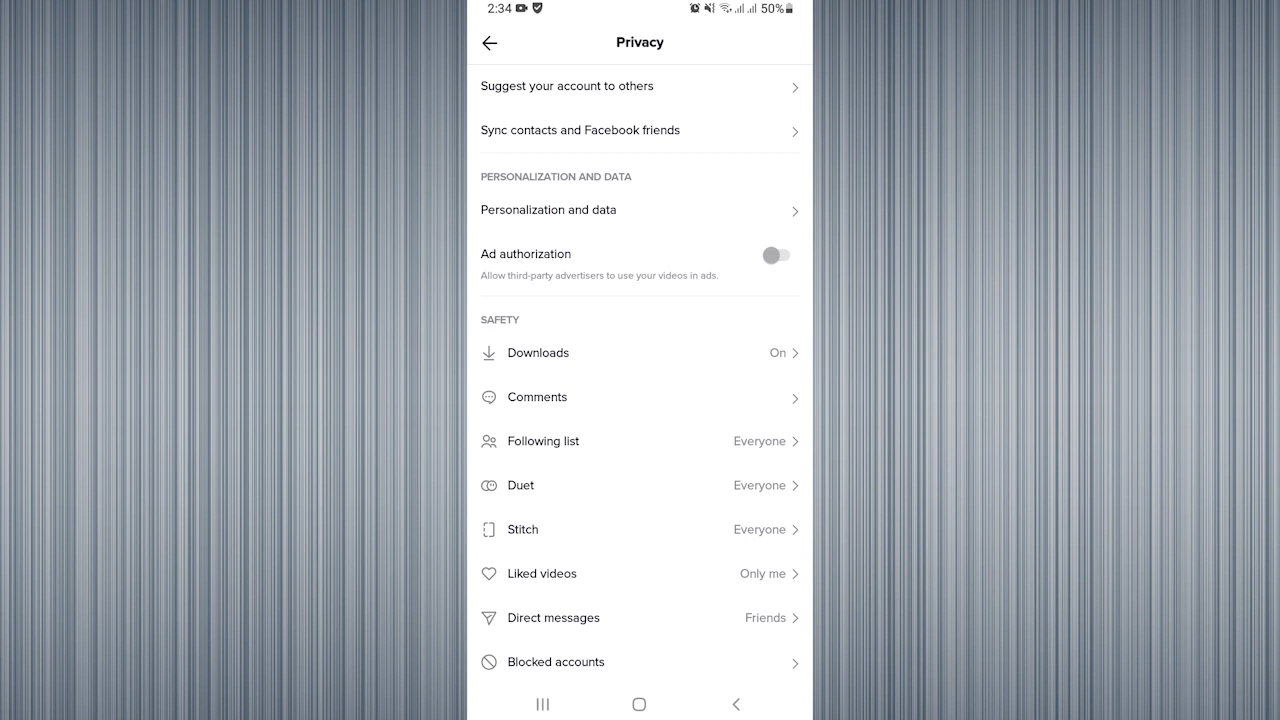 2:34 50%
Privacy
Suggest your account to others
Sync contacts and Facebook friends
PERSONALIZATION AND DATA
Personalization and data
Ad authorization
Allow third-party advertisers to use your videos in ads.
SAFETY
Downloads On
Comments
Following list Everyone
Duet Everyone
Stitch Everyone
Liked videos Only me
Direct messages Friends
Blocked accounts